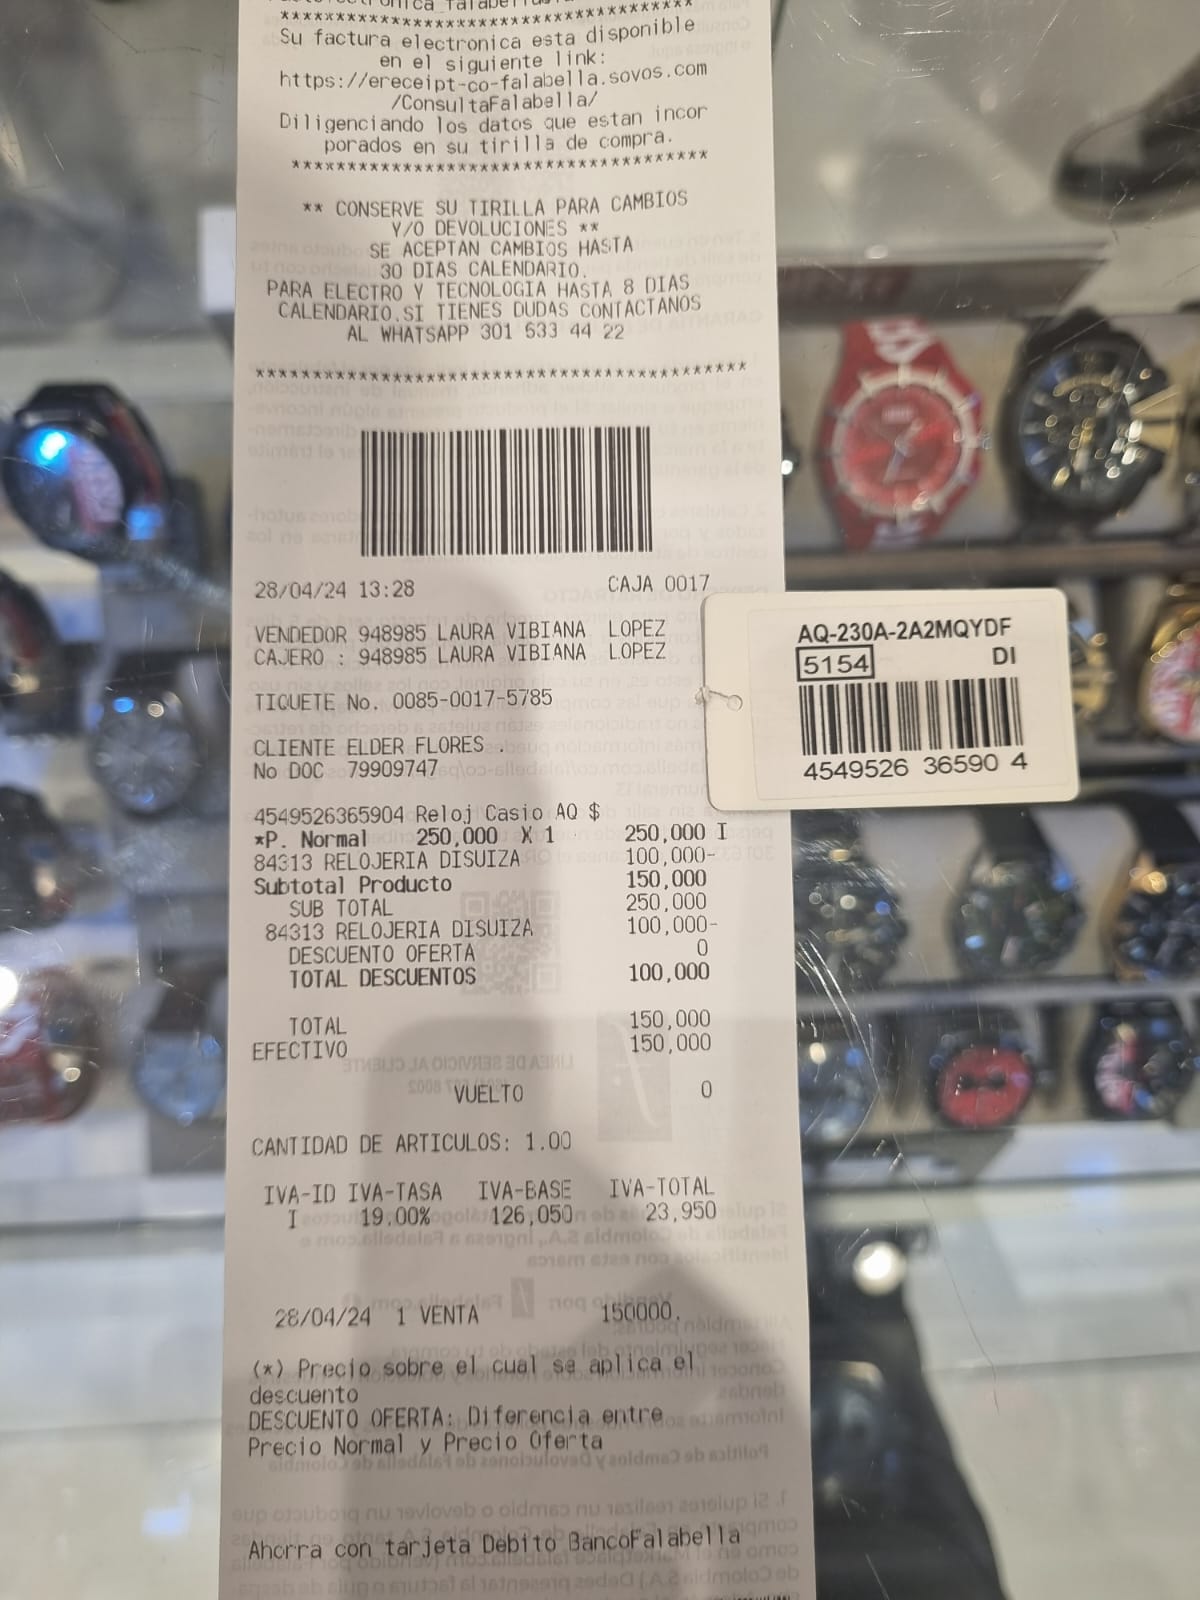 ************************************
Su factura electronica esta disponible
en el siguiente link:
https://ereceipt-co-falabella.sovos.com
/ConsultaFalabella/
Diligenciando los datos que estan incor
porados en su tirilla de compra.
************************************
** CONSERVE SU TIRILLA PARA CAMBIOS
Y/O DEVOLUCIONES **
SE ACEPTAN CAMBIOS HASTA
30 DIAS CALENDARIO.
PARA ELECTRO Y TECNOLOGIA HASTA 8 DIAS
CALENDARIO.SI TIENES DUDAS CONTACTANOS
AL WHATSAPP 301 533 44 22
******************************************
28/04/24 13:28 CAJA 0017
VENDEDOR 948985 LAURA VIBIANA LOPEZ
CAJERO : 948985 LAURA VIBIANA LOPEZ
TIQUETE No. 0085-0017-5785
CLIENTE ELDER FLORES .
No DOC 79909747
4549526365904 Reloj Casio AQ $
*P. Normal 250,000 X 1 250,000 I
84313 RELOJERIA DISUIZA 100,000-
Subtotal Producto 150,000
SUB TOTAL 250,000
84313 RELOJERIA DISUIZA 100,000-
DESCUENTO OFERTA 0
TOTAL DESCUENTOS 100,000
TOTAL 150,000
EFECTIVO 150,000
VUELTO 0
CANTIDAD DE ARTICULOS: 1.00
IVA-ID IVA-TASA IVA-BASE IVA-TOTAL
I 19.00% 126,050 23,950
28/04/24 1 VENTA 150000.
(*) Precio sobre el cual se aplica el
descuento
DESCUENTO OFERTA: Diferencia entre
Precio Normal y Precio Oferta
Ahorra con tarjeta Debito BancoFalabella
AQ-230A-2A2MQYDF
5154 DI
4549526 36590 4